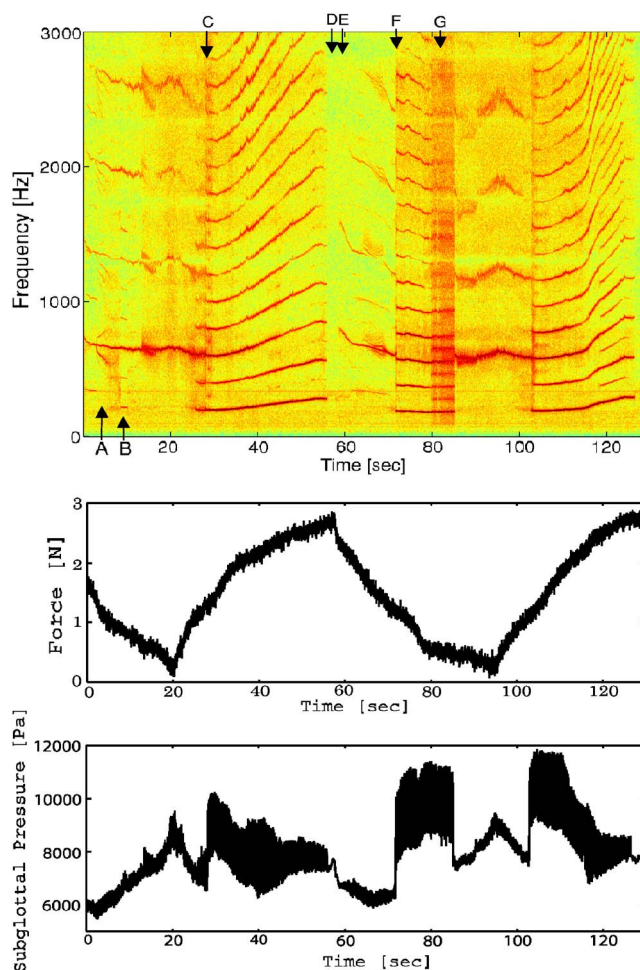 C DE F G
3000
2000
1000
0
Frequency [Hz]
A B
20 40 60 80 100 120
Time [sec]
3
2
1
0
Force [N]
0 20 40 60 80 100 120
Time [sec]
12000
10000
8000
6000
Subglottal Pressure [Pa]
0 20 40 60 80 100 120
Time [sec]